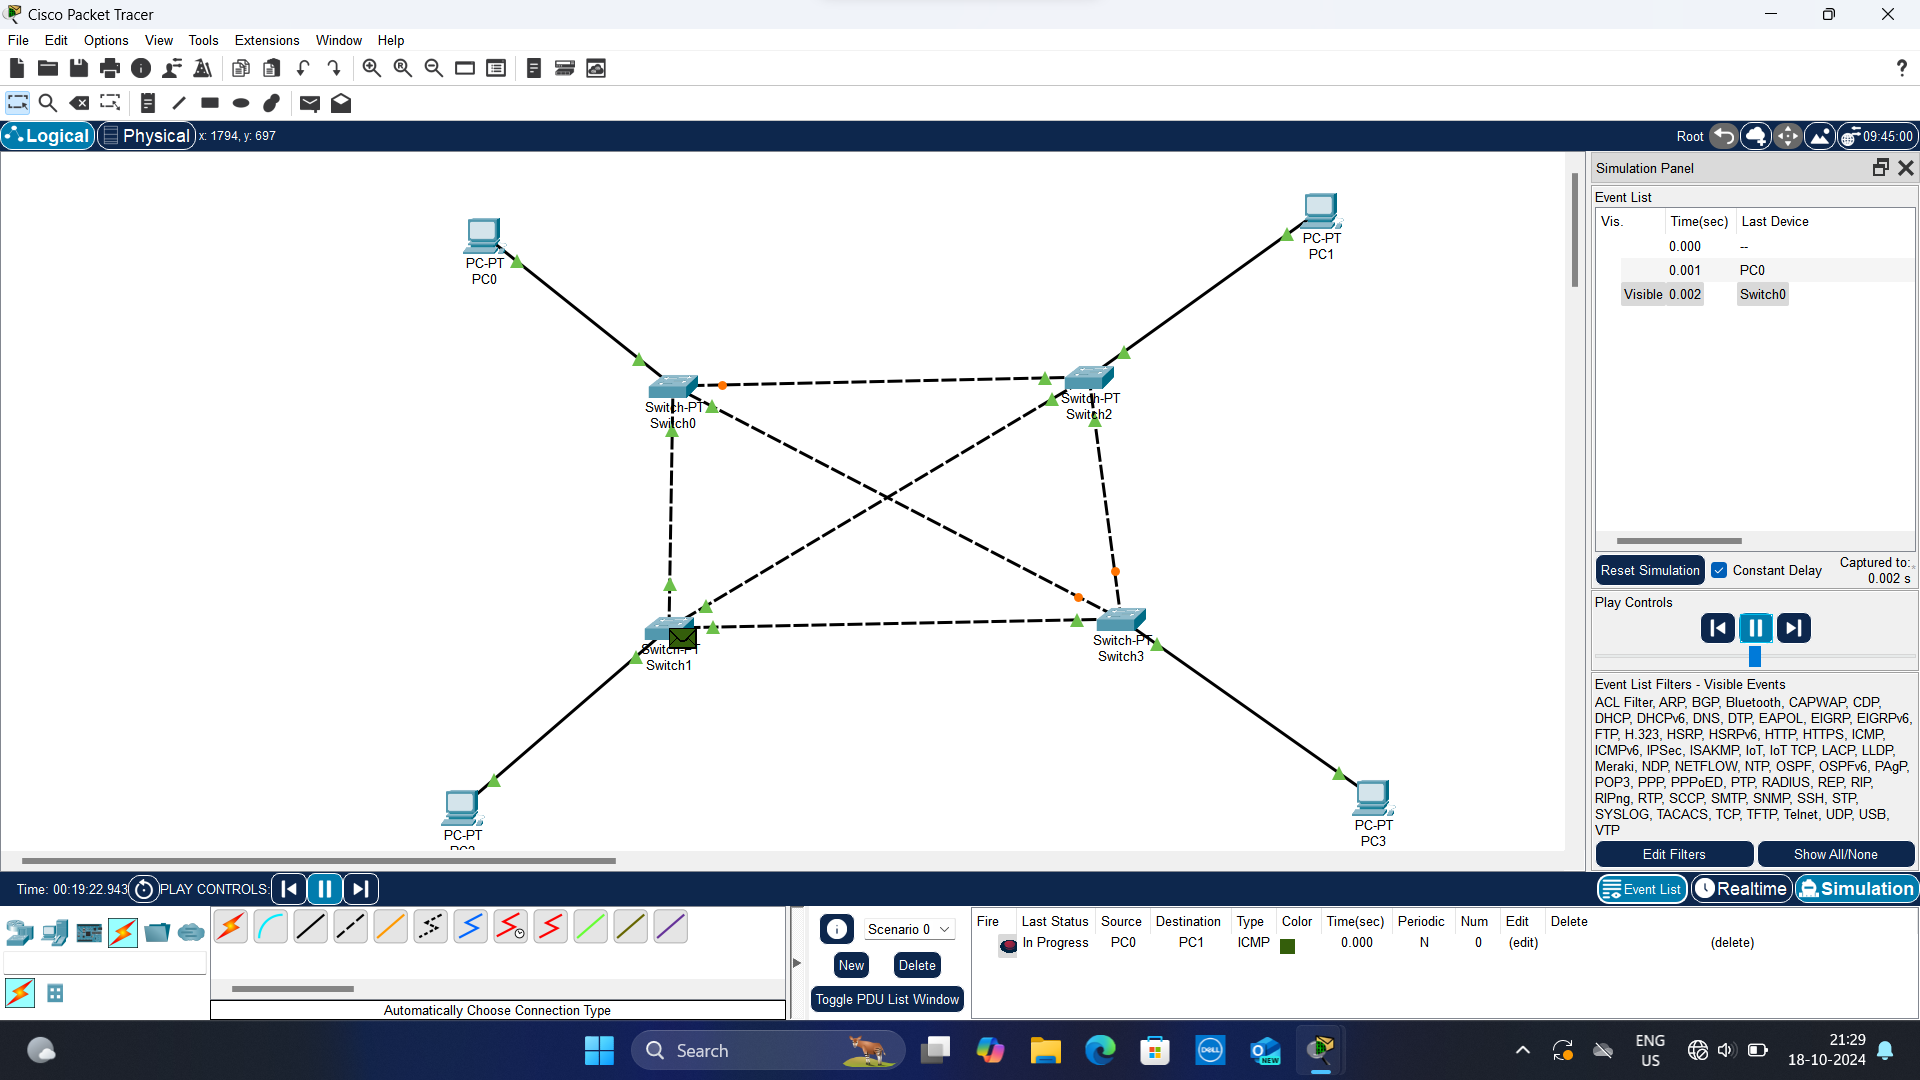 Cisco Packet Tracer
File Edit Options View Tools Extensions Window Help
?
Logical Physical x: 1794, y: 697 Root 09:45:00
PC-PT
PC0
PC-PT
PC1
Switch-PT
Switch0
Switch-PT
Switch2
Switch-PT
Switch1
Switch-PT
Switch3
PC-PT
PC2
PC-PT
PC3
Simulation Panel
Event List
Vis. Time(sec) Last Device
0.000 --
0.001 PC0
Visible 0.002 Switch0
Reset Simulation Constant Delay Captured to:
0.002 s
Play Controls
Event List Filters - Visible Events
ACL Filter, ARP, BGP, Bluetooth, CAPWAP, CDP,
DHCP, DHCPv6, DNS, DTP, EAPOL, EIGRP, EIGRPv6,
FTP, H.323, HSRP, HSRPv6, HTTP, HTTPS, ICMP,
ICMPv6, IPSec, ISAKMP, IoT, IoT TCP, LACP, LLDP,
Meraki, NDP, NETFLOW, NTP, OSPF, OSPFv6, PAgP,
POP3, PPP, PPPoED, PTP, RADIUS, REP, RIP,
RIPng, RTP, SCCP, SMTP, SNMP, SSH, STP,
SYSLOG, TACACS, TCP, TFTP, Telnet, UDP, USB,
VTP
Edit Filters Show All/None
Time: 00:19:22.943 PLAY CONTROLS: Event List Realtime Simulation
Automatically Choose Connection Type
Scenario 0
New Delete
Toggle PDU List Window
Fire Last Status Source Destination Type Color Time(sec) Periodic Num Edit Delete
In Progress PC0 PC1 ICMP 0.000 N 0 (edit) (delete)
Search
DELL
NEW
ENG
US
21:29
18-10-2024